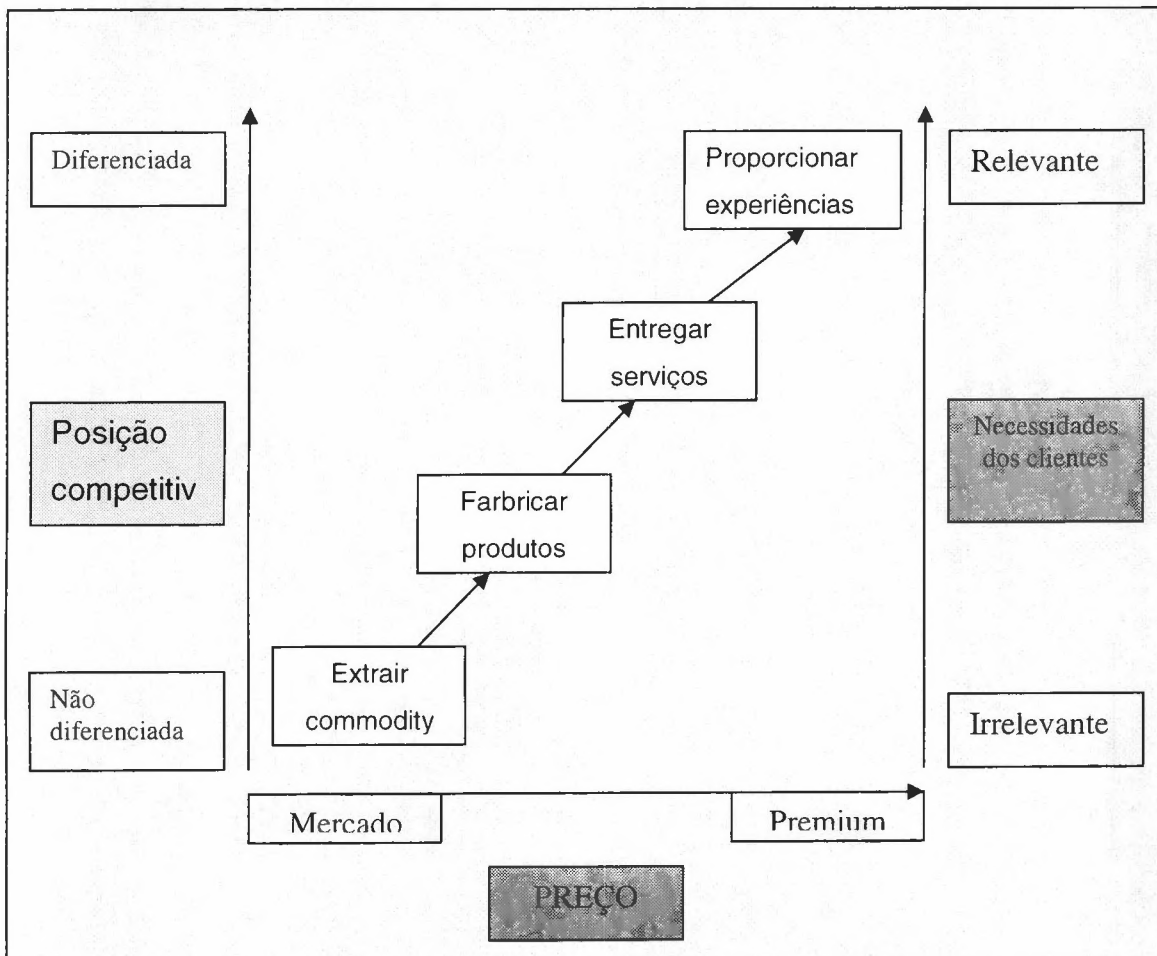 Diferenciada
Proporcionar
experiências
Relevante
Entregar
serviços
Posição
competitiv
Necessidades
dos clientes
Farbricar
produtos
Não
diferenciada
Extrair
commodity
Irrelevante
Mercado
Premium
PREÇO